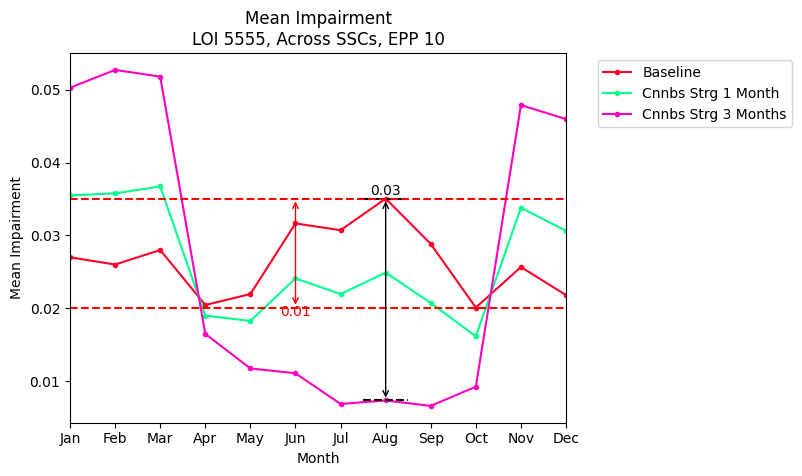 Mean Impairment
LOI 5555, Across SSCs, EPP 10
Baseline
Cnnbs Strg 1 Month
Cnnbs Strg 3 Months
Mean Impairment
0.05
0.04
0.03
0.02
0.01
0.03
0.01
Jan Feb Mar Apr May Jun Jul Aug Sep Oct Nov Dec
Month